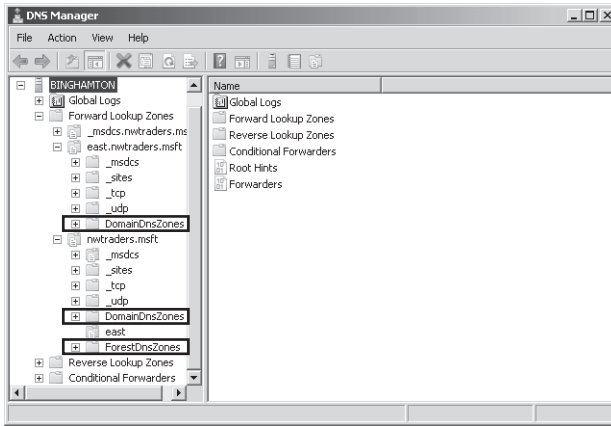 DNS Manager
File Action View Help
BINGHAMTON
Global Logs
Forward Lookup Zones
_msdcs.nwtraders.ms
east.nwtraders.msft
_msdcs
_sites
_tcp
_udp
DomainDnsZones
nwtraders.msft
_msdcs
_sites
_tcp
_udp
DomainDnsZones
east
ForestDnsZones
Reverse Lookup Zones
Conditional Forwarders
Name
Global Logs
Forward Lookup Zones
Reverse Lookup Zones
Conditional Forwarders
Root Hints
Forwarders